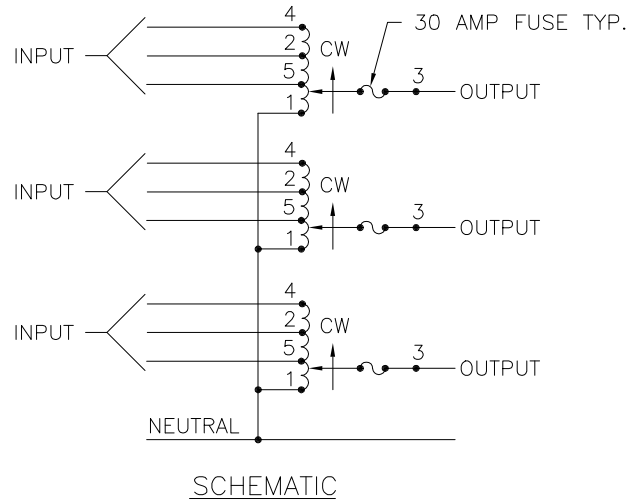 4
30 AMP FUSE TYP.
2
CW
INPUT
5
3
OUTPUT
1
4
2
CW
INPUT
5
3
OUTPUT
1
4
2
CW
INPUT
5
3
OUTPUT
1
NEUTRAL
SCHEMATIC